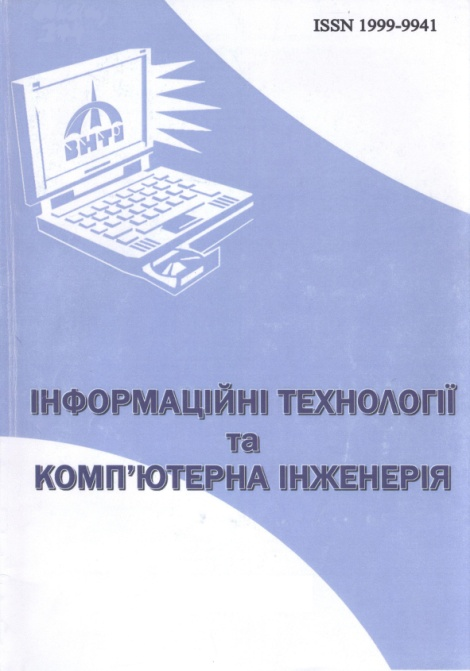 ISSN 1999-9941
ВНТУ
ІНФОРМАЦІЙНІ ТЕХНОЛОГІЇ
та
КОМП’ЮТЕРНА ІНЖЕНЕРІЯ